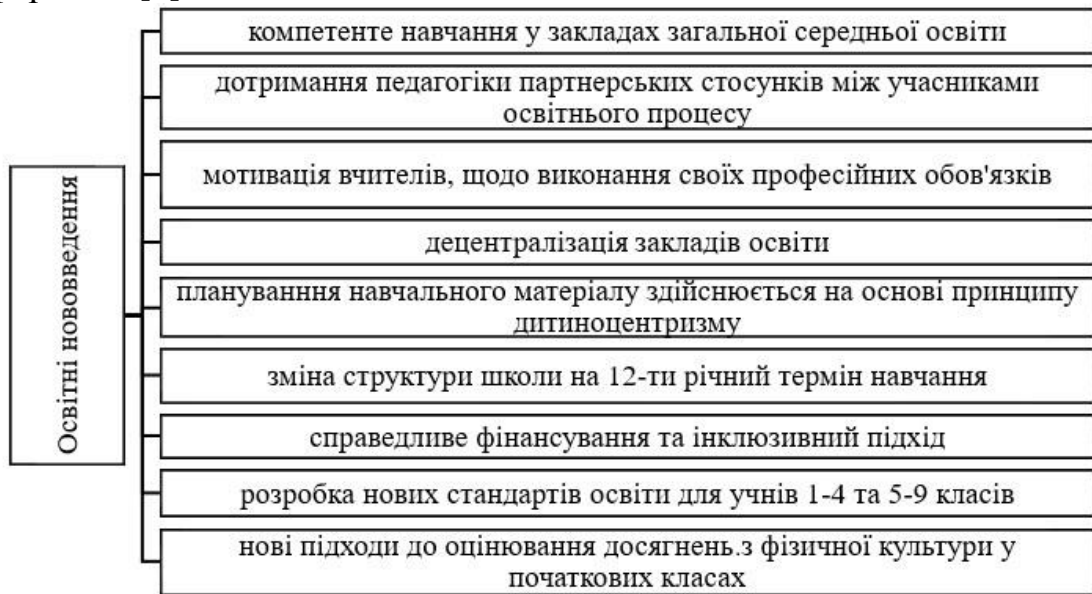 компетенте навчання у закладах загальної середньої освіти
дотримання педагогіки партнерських стосунків між учасниками
освітнього процесу
мотивація вчителів, щодо виконання своїх професійних обов'язків
децентралізація закладів освіти
плануванння навчального матеріалу здійснюється на основі принципу
дитиноцентризму
зміна структури школи на 12-ти річний термін навчання
справедливе фінансування та інклюзивний підхід
розробка нових стандартів освіти для учнів 1-4 та 5-9 класів
нові підходи до оцінювання досягнень.з фізичної культури у
початкових класах
Освітні нововведення